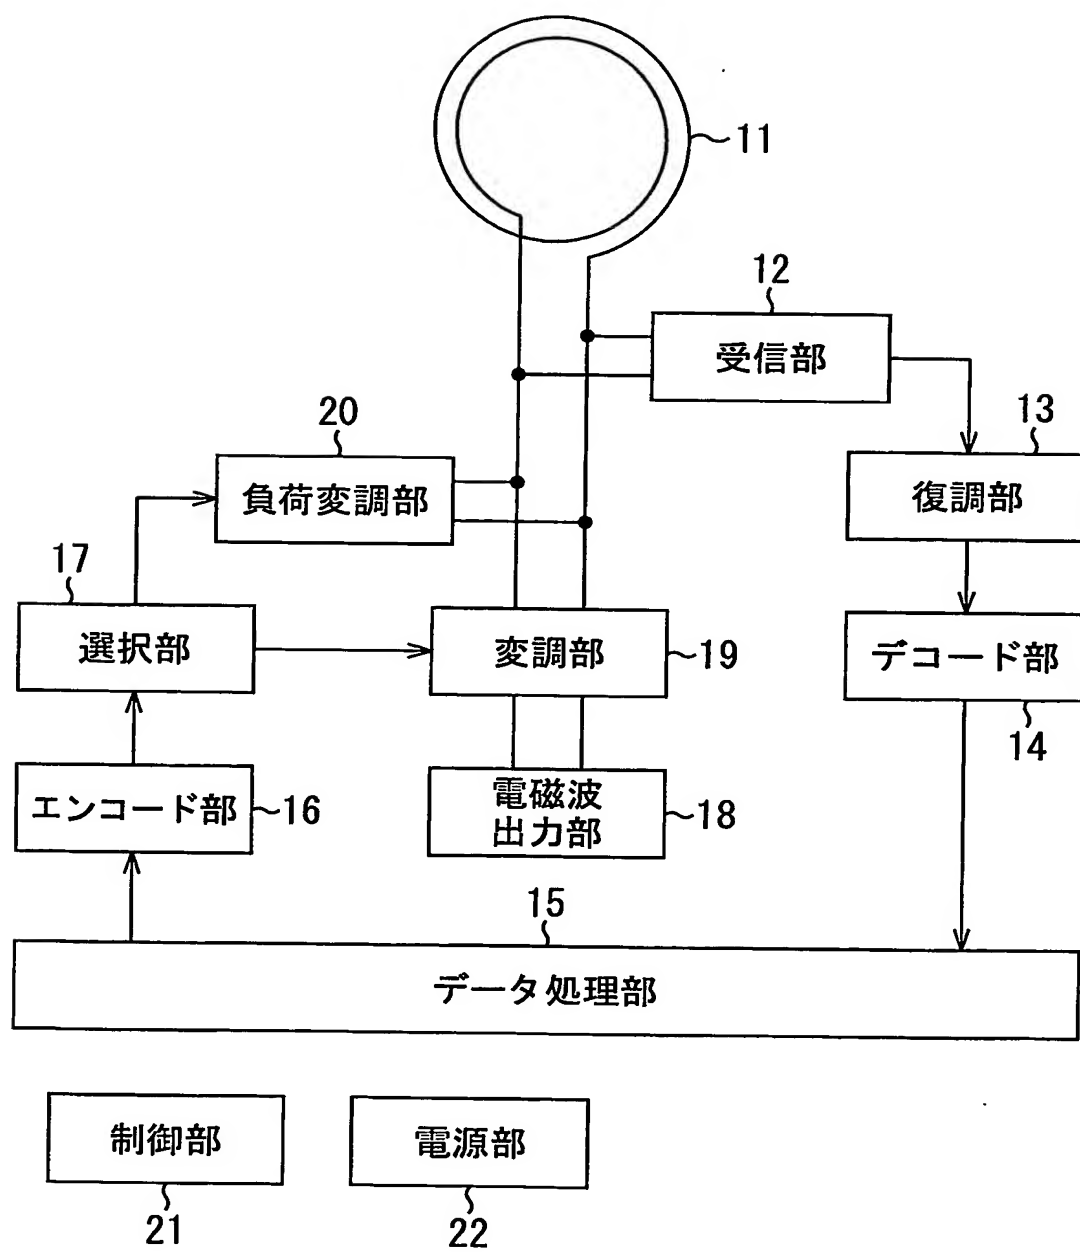 11
12
受信部
20
13
負荷変調部
復調部
17
選択部
変調部
19
デコード部
14
エンコード部
16
電磁波
出力部
18
15
データ処理部
制御部
電源部
21
22